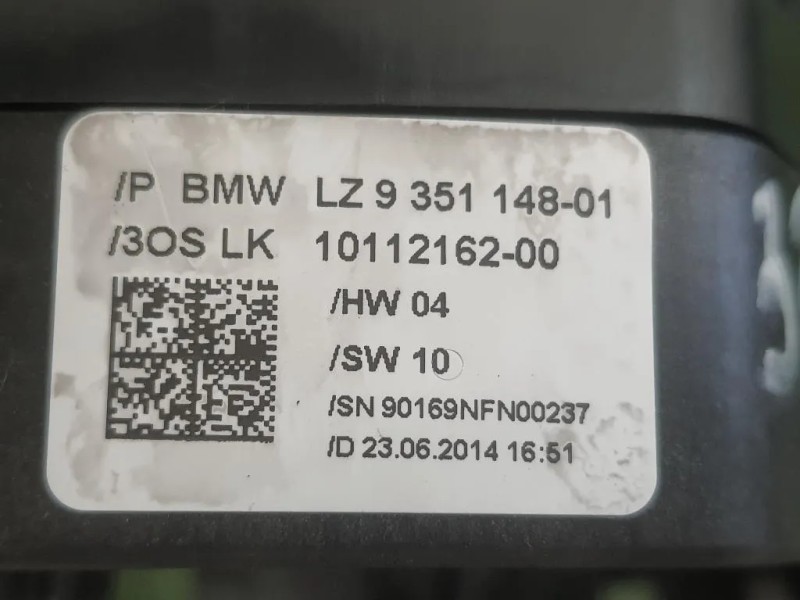 /P BMW LZ 9 351 148-01
/3OS LK 10112162-00
/HW 04
/SW 10
/SN 90169NFN00237
/D 23.06.2014 16:51